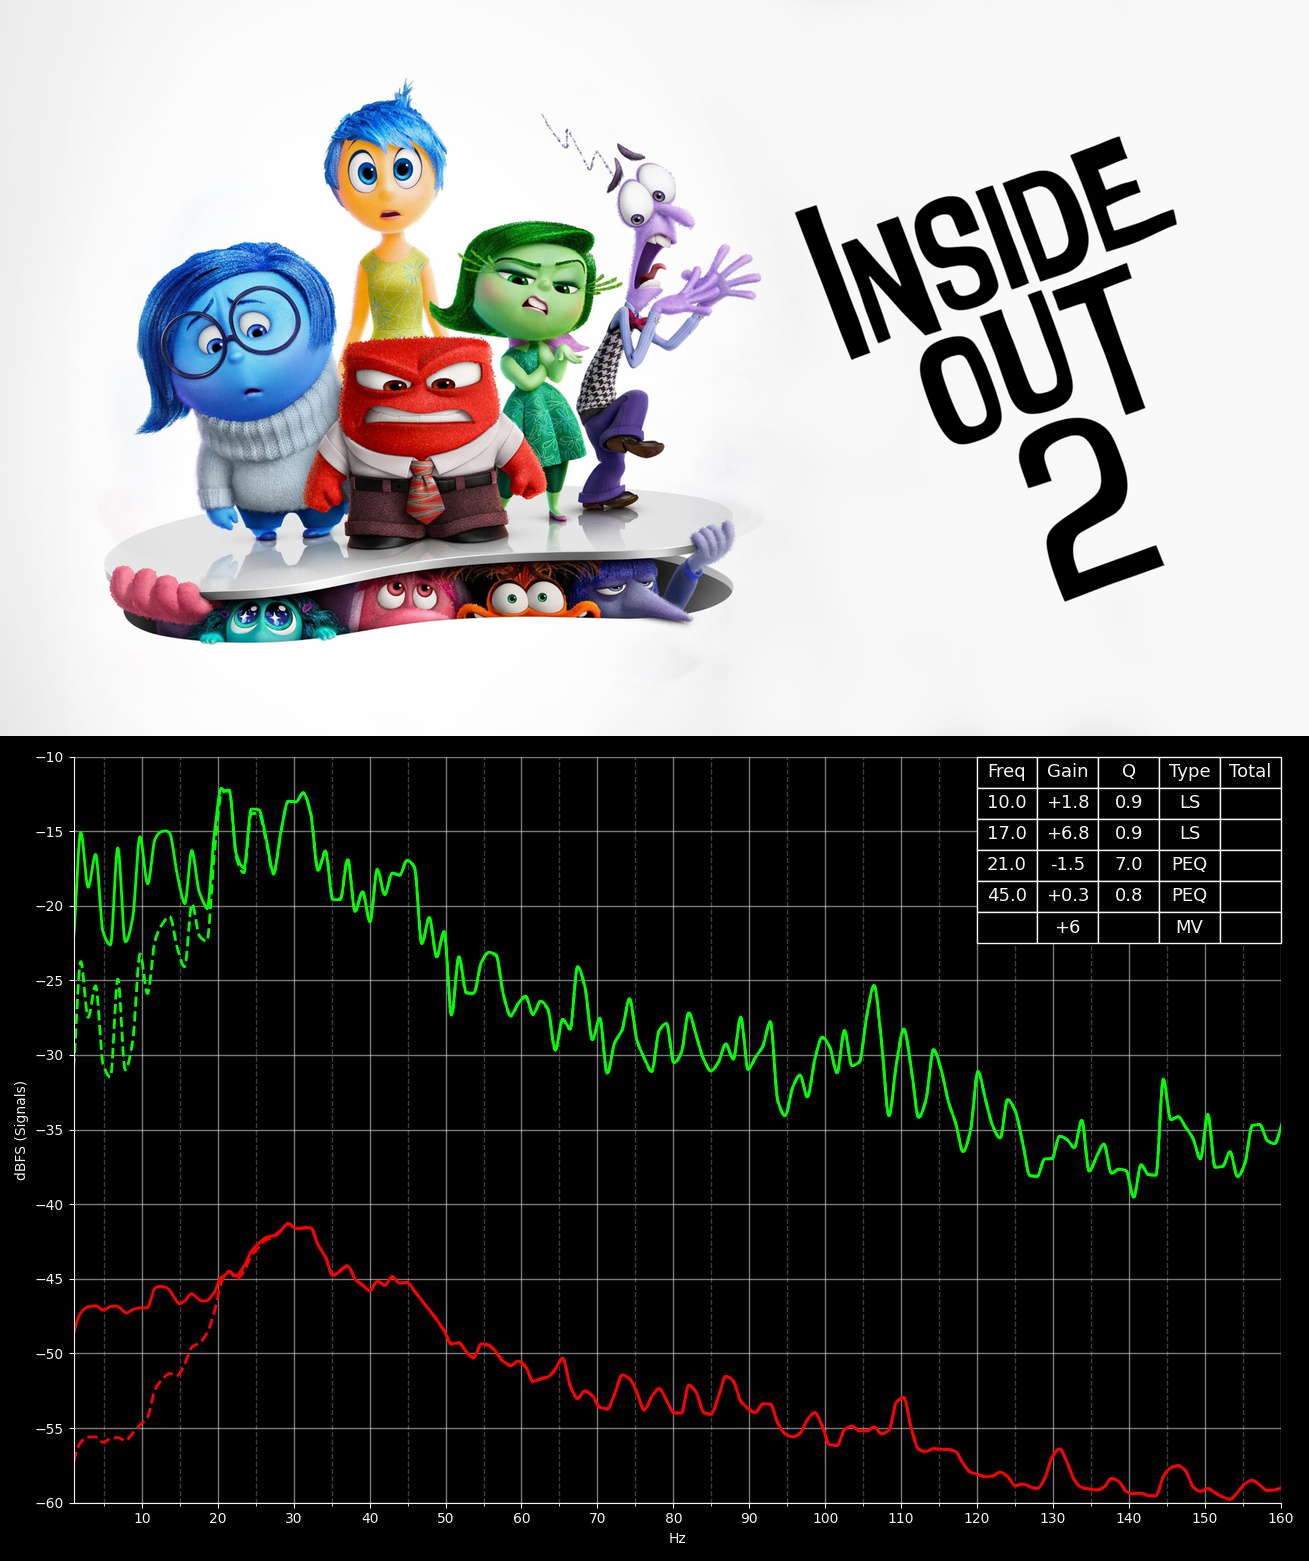 INSIDE
OUT
2
Freq Gain Q Type Total
10.0 +1.8 0.9 LS
17.0 +6.8 0.9 LS
21.0 -1.5 7.0 PEQ
45.0 +0.3 0.8 PEQ
+6 MV
−10
−15
−20
−25
−30
−35
−40
−45
−50
−55
−60
dBFS (Signals)
10 20 30 40 50 60 70 80 90 100 110 120 130 140 150 160
Hz